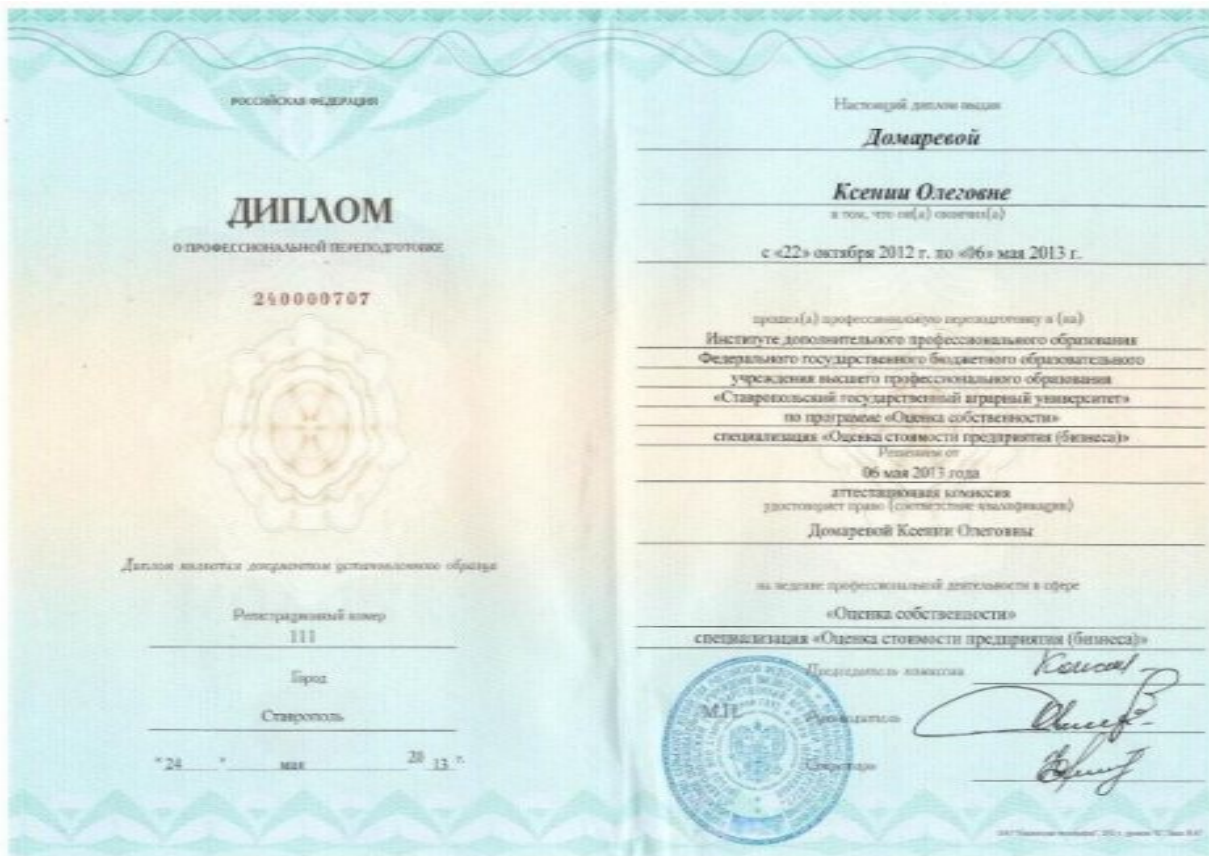 РОССИЙСКАЯ ФЕДЕРАЦИЯ
ДИПЛОМ
О ПРОФЕССИОНАЛЬНОЙ ПЕРЕПОДГОТОВКЕ
240000707
Диплом является документом установленного образца
Регистрационный номер
111
Город
Ставрополь
"24" мая 2013 г.
Настоящий диплом выдан
Домаревой
Ксении Олеговне
в том, что он(а) окончил(а)
с «22» октября 2012 г. по «06» мая 2013 г.
прошел(а) профессиональную переподготовку в (на)
Институте дополнительного профессионального образования
Федерального государственного бюджетного образовательного
учреждения высшего профессионального образования
«Ставропольский государственный аграрный университет»
по программе «Оценка собственности»
специализация «Оценка стоимости предприятия (бизнеса)»
Решением от
06 мая 2013 года
аттестационная комиссия
удостоверяет право (соответствие квалификации)
Домаревой Ксении Олеговны
на ведение профессиональной деятельности в сфере
«Оценка собственности»
специализация «Оценка стоимости предприятия (бизнеса)»
Председатель комиссии
М.П.
Руководитель
Секретарь